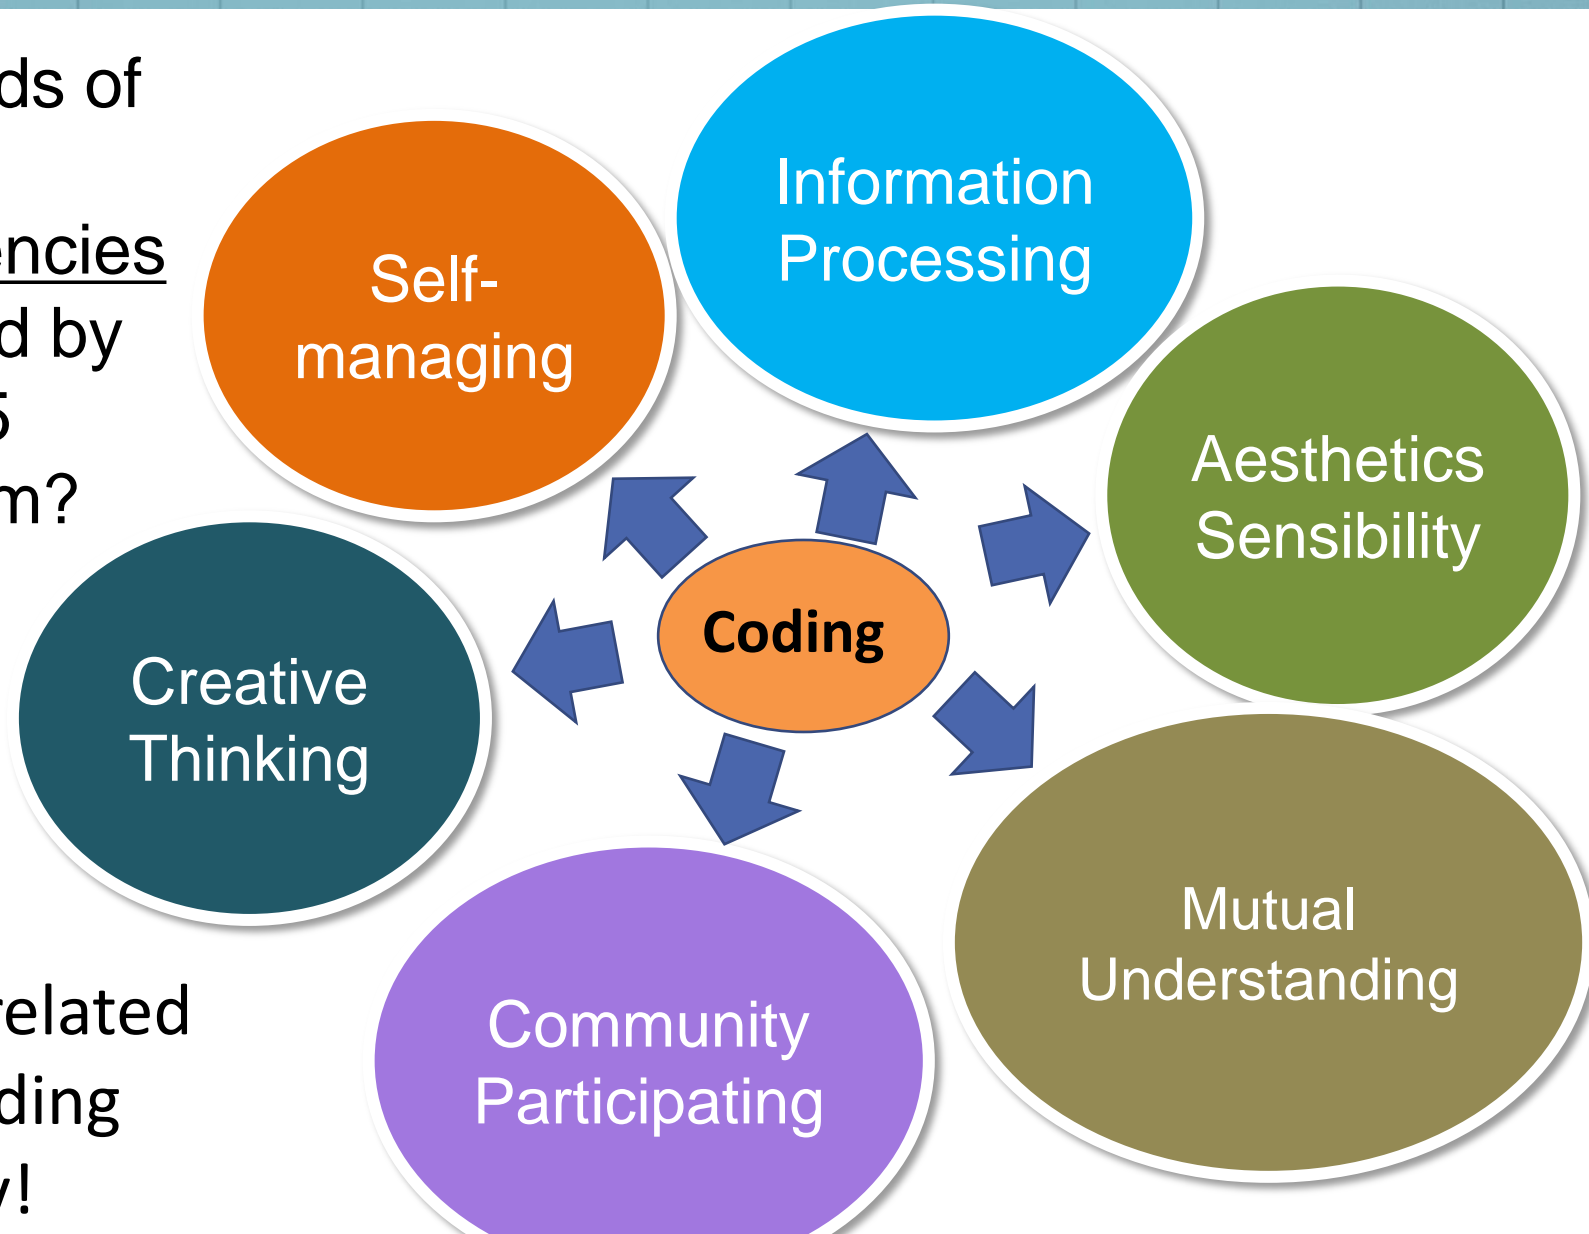 ds of
encies
d by
5
m?
related
ding
y!
Self-
managing
Information
Processing
Aesthetics
Sensibility
Coding
Creative
Thinking
Mutual
Understanding
Community
Participating